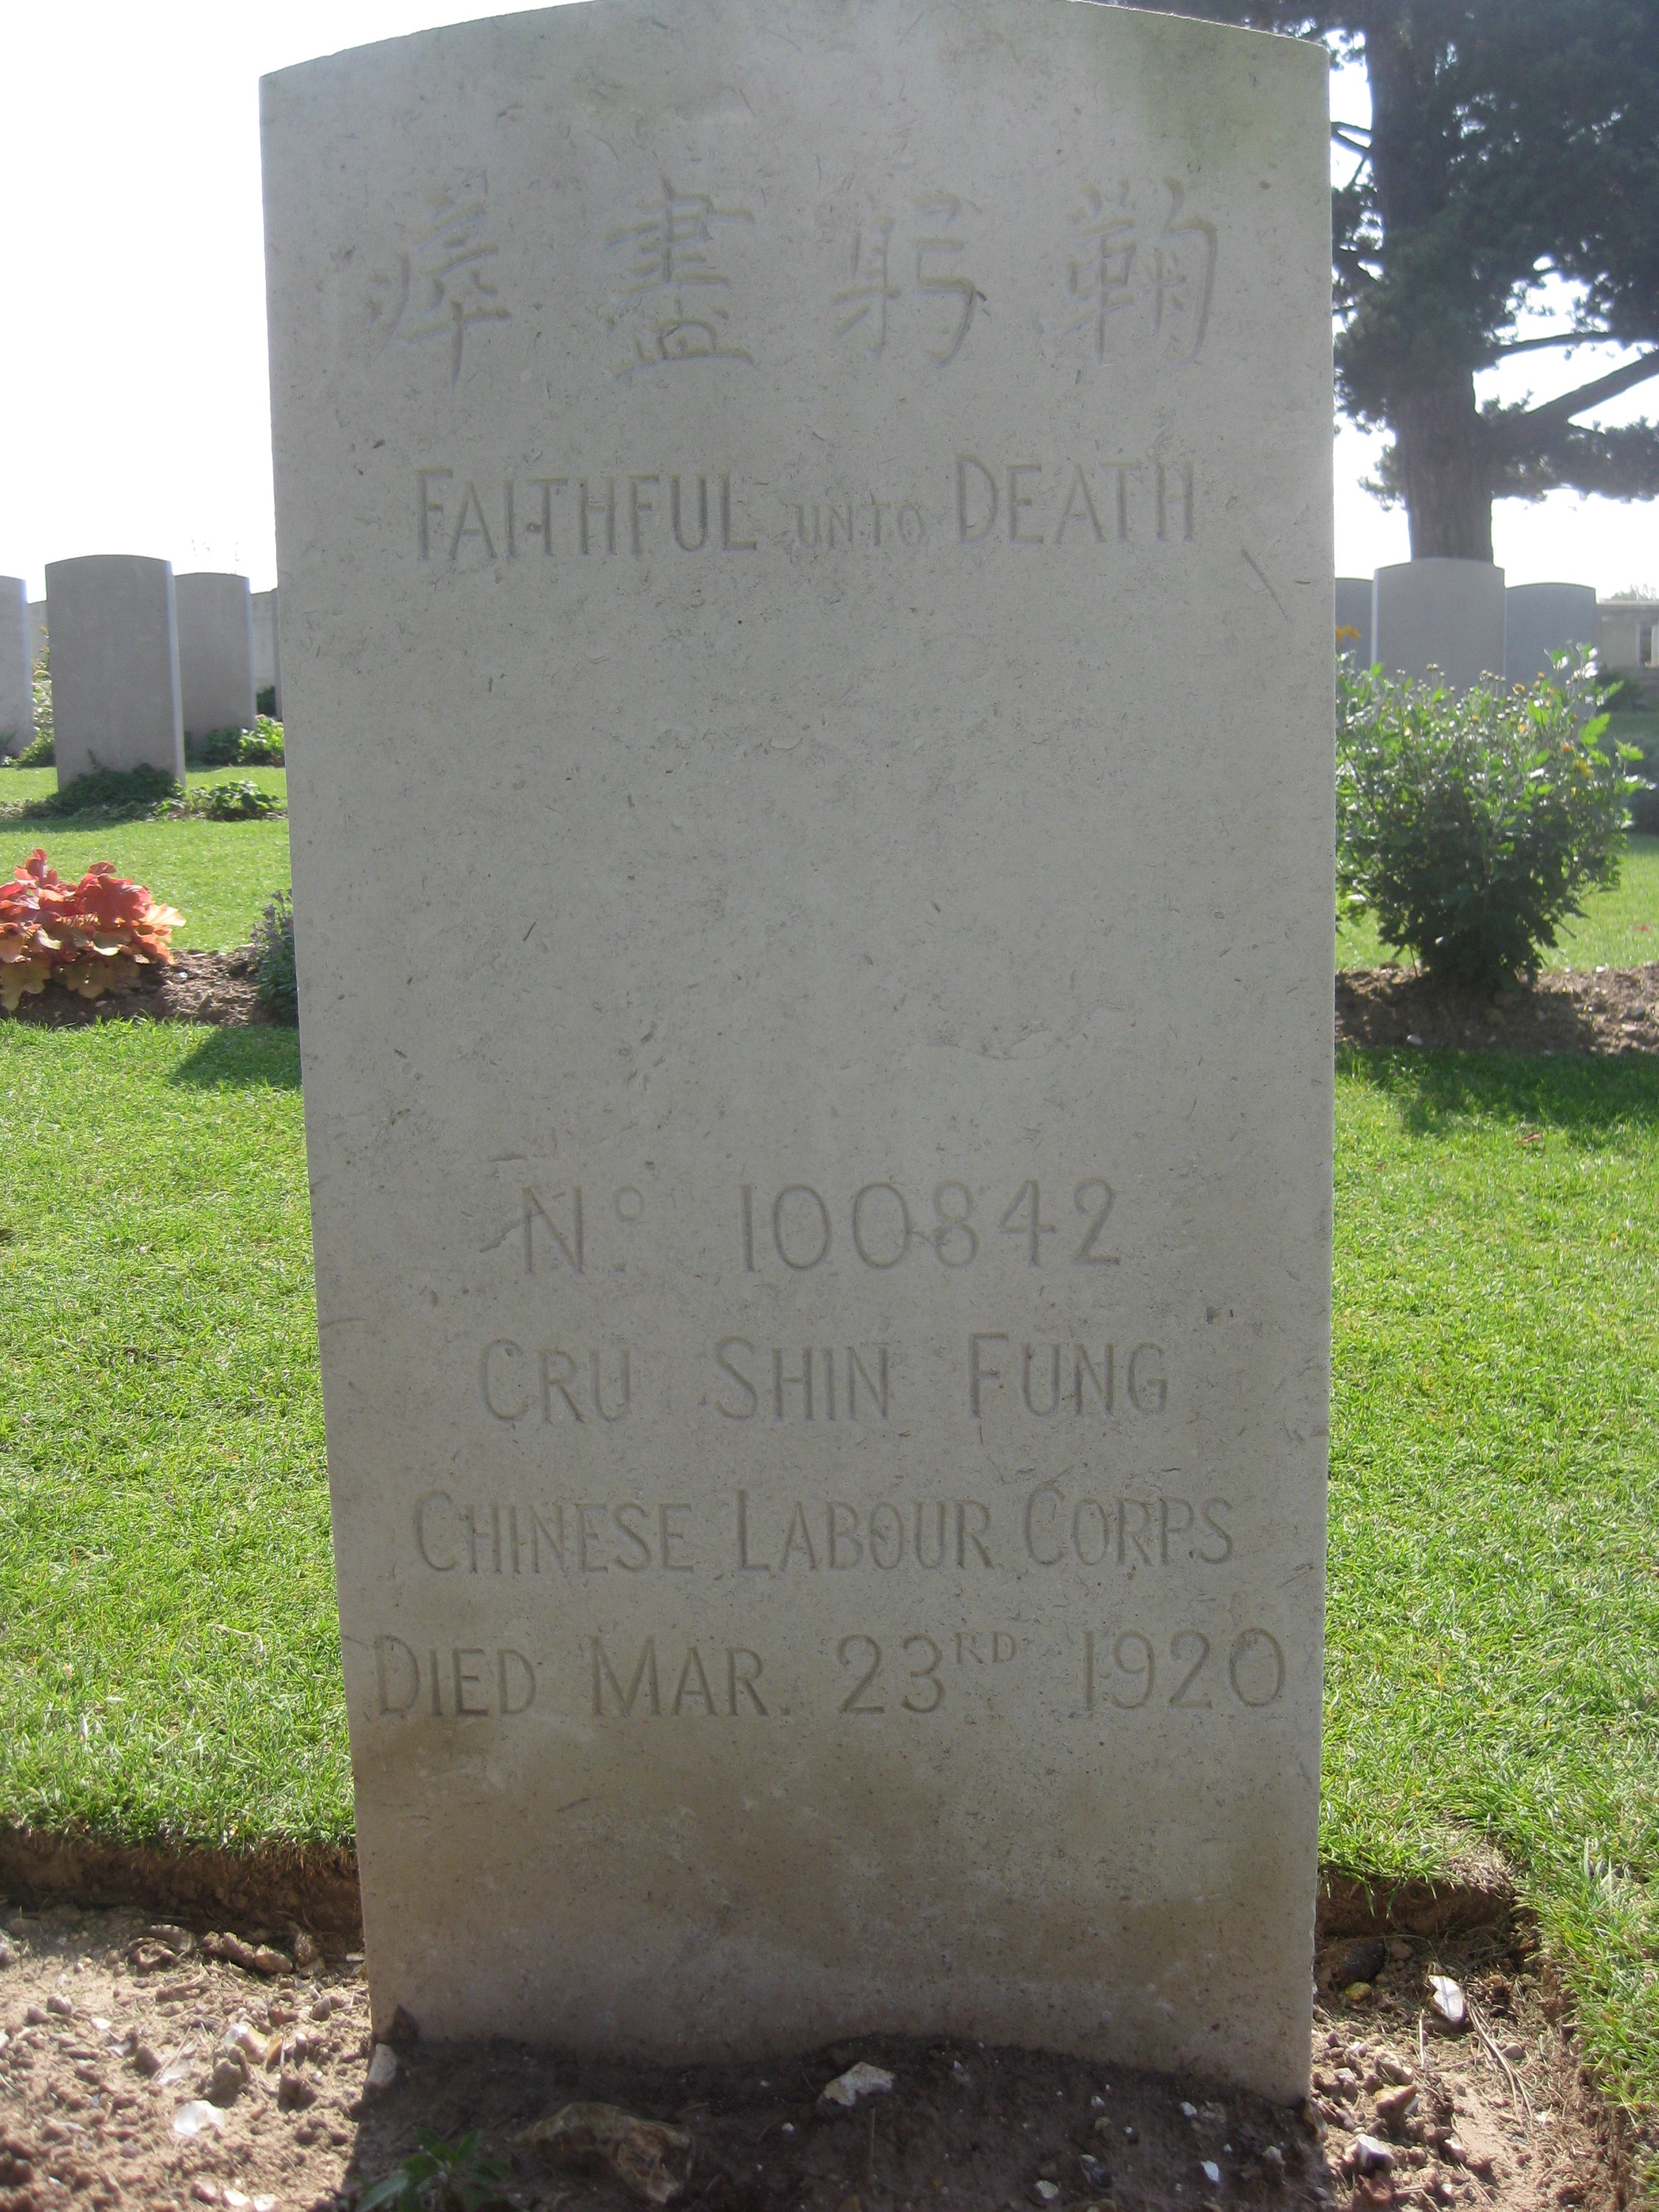 鞠躬盡瘁
FAITHFUL UNTO DEATH
No. 100842
CRU SHIN FUNG
CHINESE LABOUR CORPS
DIED MAR. 23RD 1920